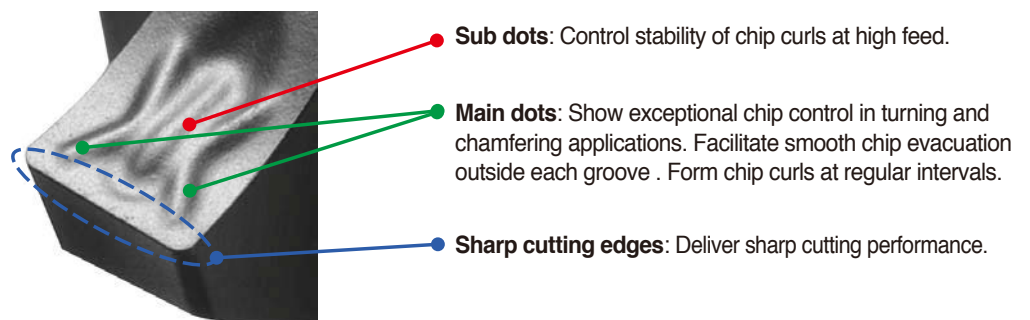 Sub dots: Control stability of chip curls at high feed.
Main dots: Show exceptional chip control in turning and
chamfering applications. Facilitate smooth chip evacuation
outside each groove . Form chip curls at regular intervals.
Sharp cutting edges: Deliver sharp cutting performance.